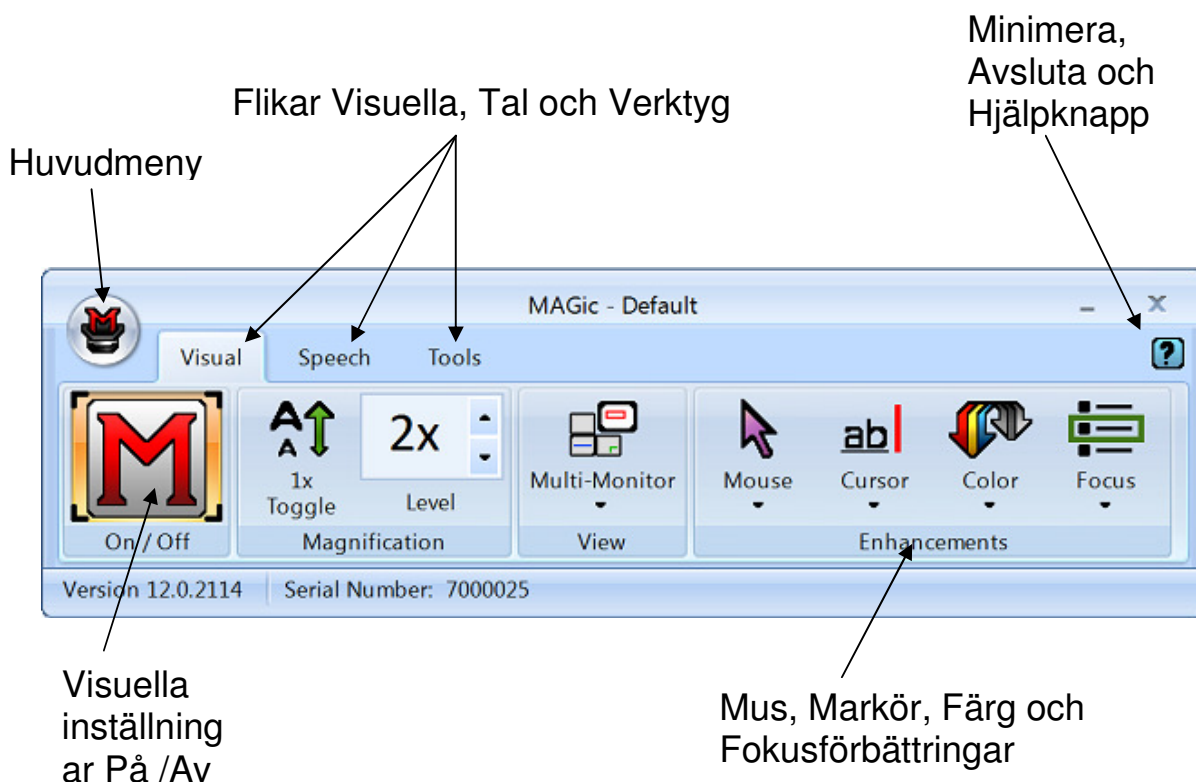 Minimera,
Avsluta och
Hjälpknapp
Flikar Visuella, Tal och Verktyg
Huvudmeny
MAGic - Default
Visual Speech Tools
?
M
On / Off
A A
1x
Toggle
2x
Level
Magnification
Multi-Monitor
View
Mouse
ab
Cursor
Color
Focus
Enhancements
Version 12.0.2114 Serial Number: 7000025
Visuella
inställning
ar På /Av
Mus, Markör, Färg och
Fokusförbättringar